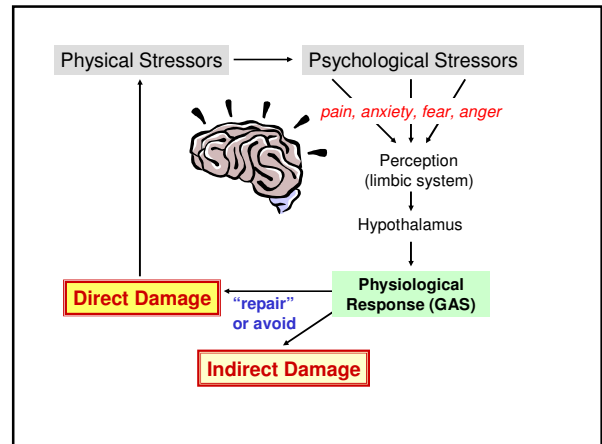 Physical Stressors
Psychological Stressors
pain, anxiety, fear, anger
Perception
(limbic system)
Hypothalamus
Physiological
Response (GAS)
Direct Damage
“repair”
or avoid
Indirect Damage